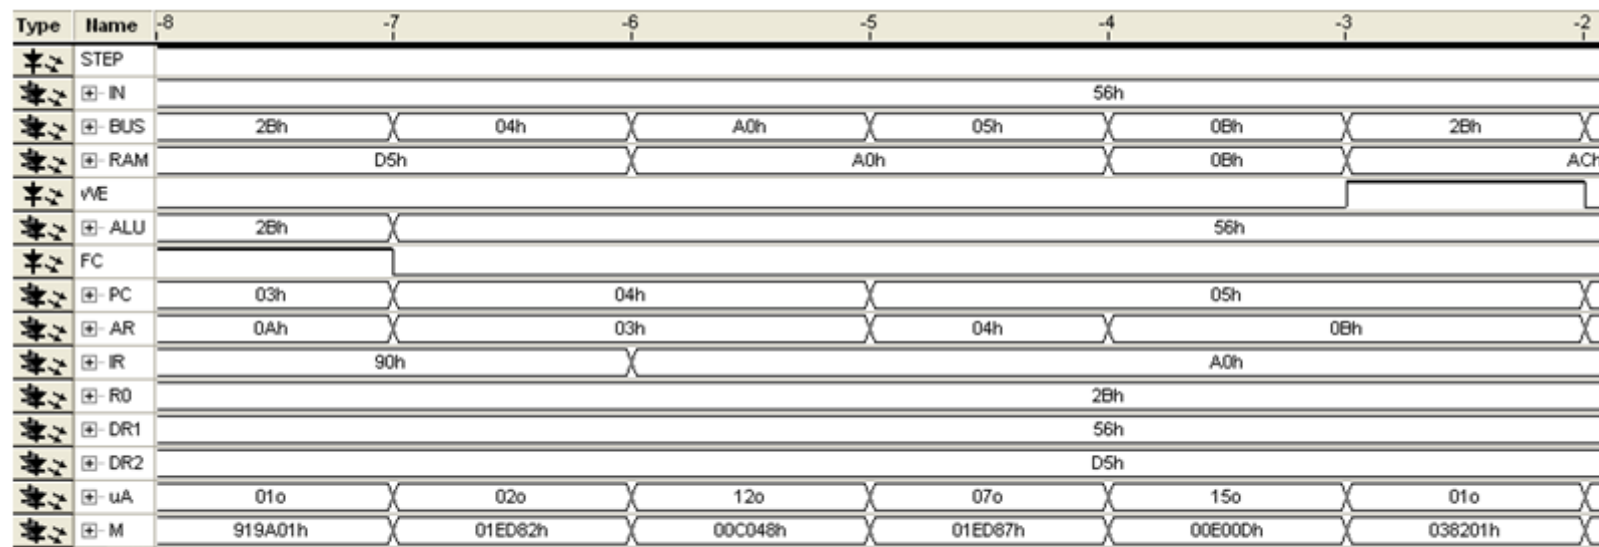 Type Name -8 -7 -6 -5 -4 -3 -2
STEP
IN 56h
BUS 2Bh 04h A0h 05h 0Bh 2Bh
RAM D5h A0h 0Bh ACh
WE
ALU 2Bh 56h
FC
PC 03h 04h 05h
AR 0Ah 03h 04h 0Bh
IR 90h A0h
R0 2Bh
DR1 56h
DR2 D5h
uA 01o 02o 12o 07o 15o 01o
M 919A01h 01ED82h 00C048h 01ED87h 00E00Dh 038201h